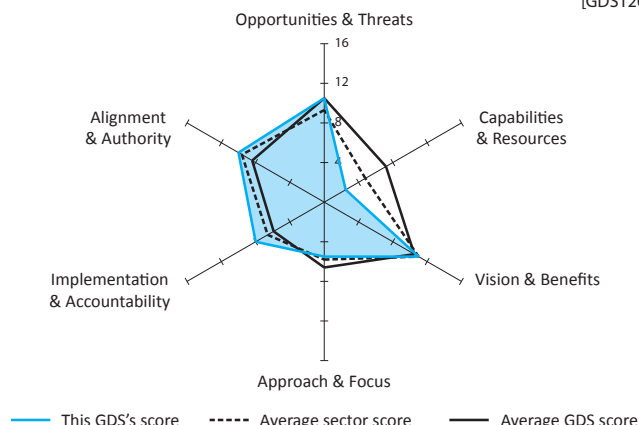 [GDS120
Opportunities & Threats
16
12
8
4
Alignment
& Authority
Capabilities
& Resources
Implementation
& Accountability
Vision & Benefits
Approach & Focus
This GDS's score
Average sector score
Average GDS score